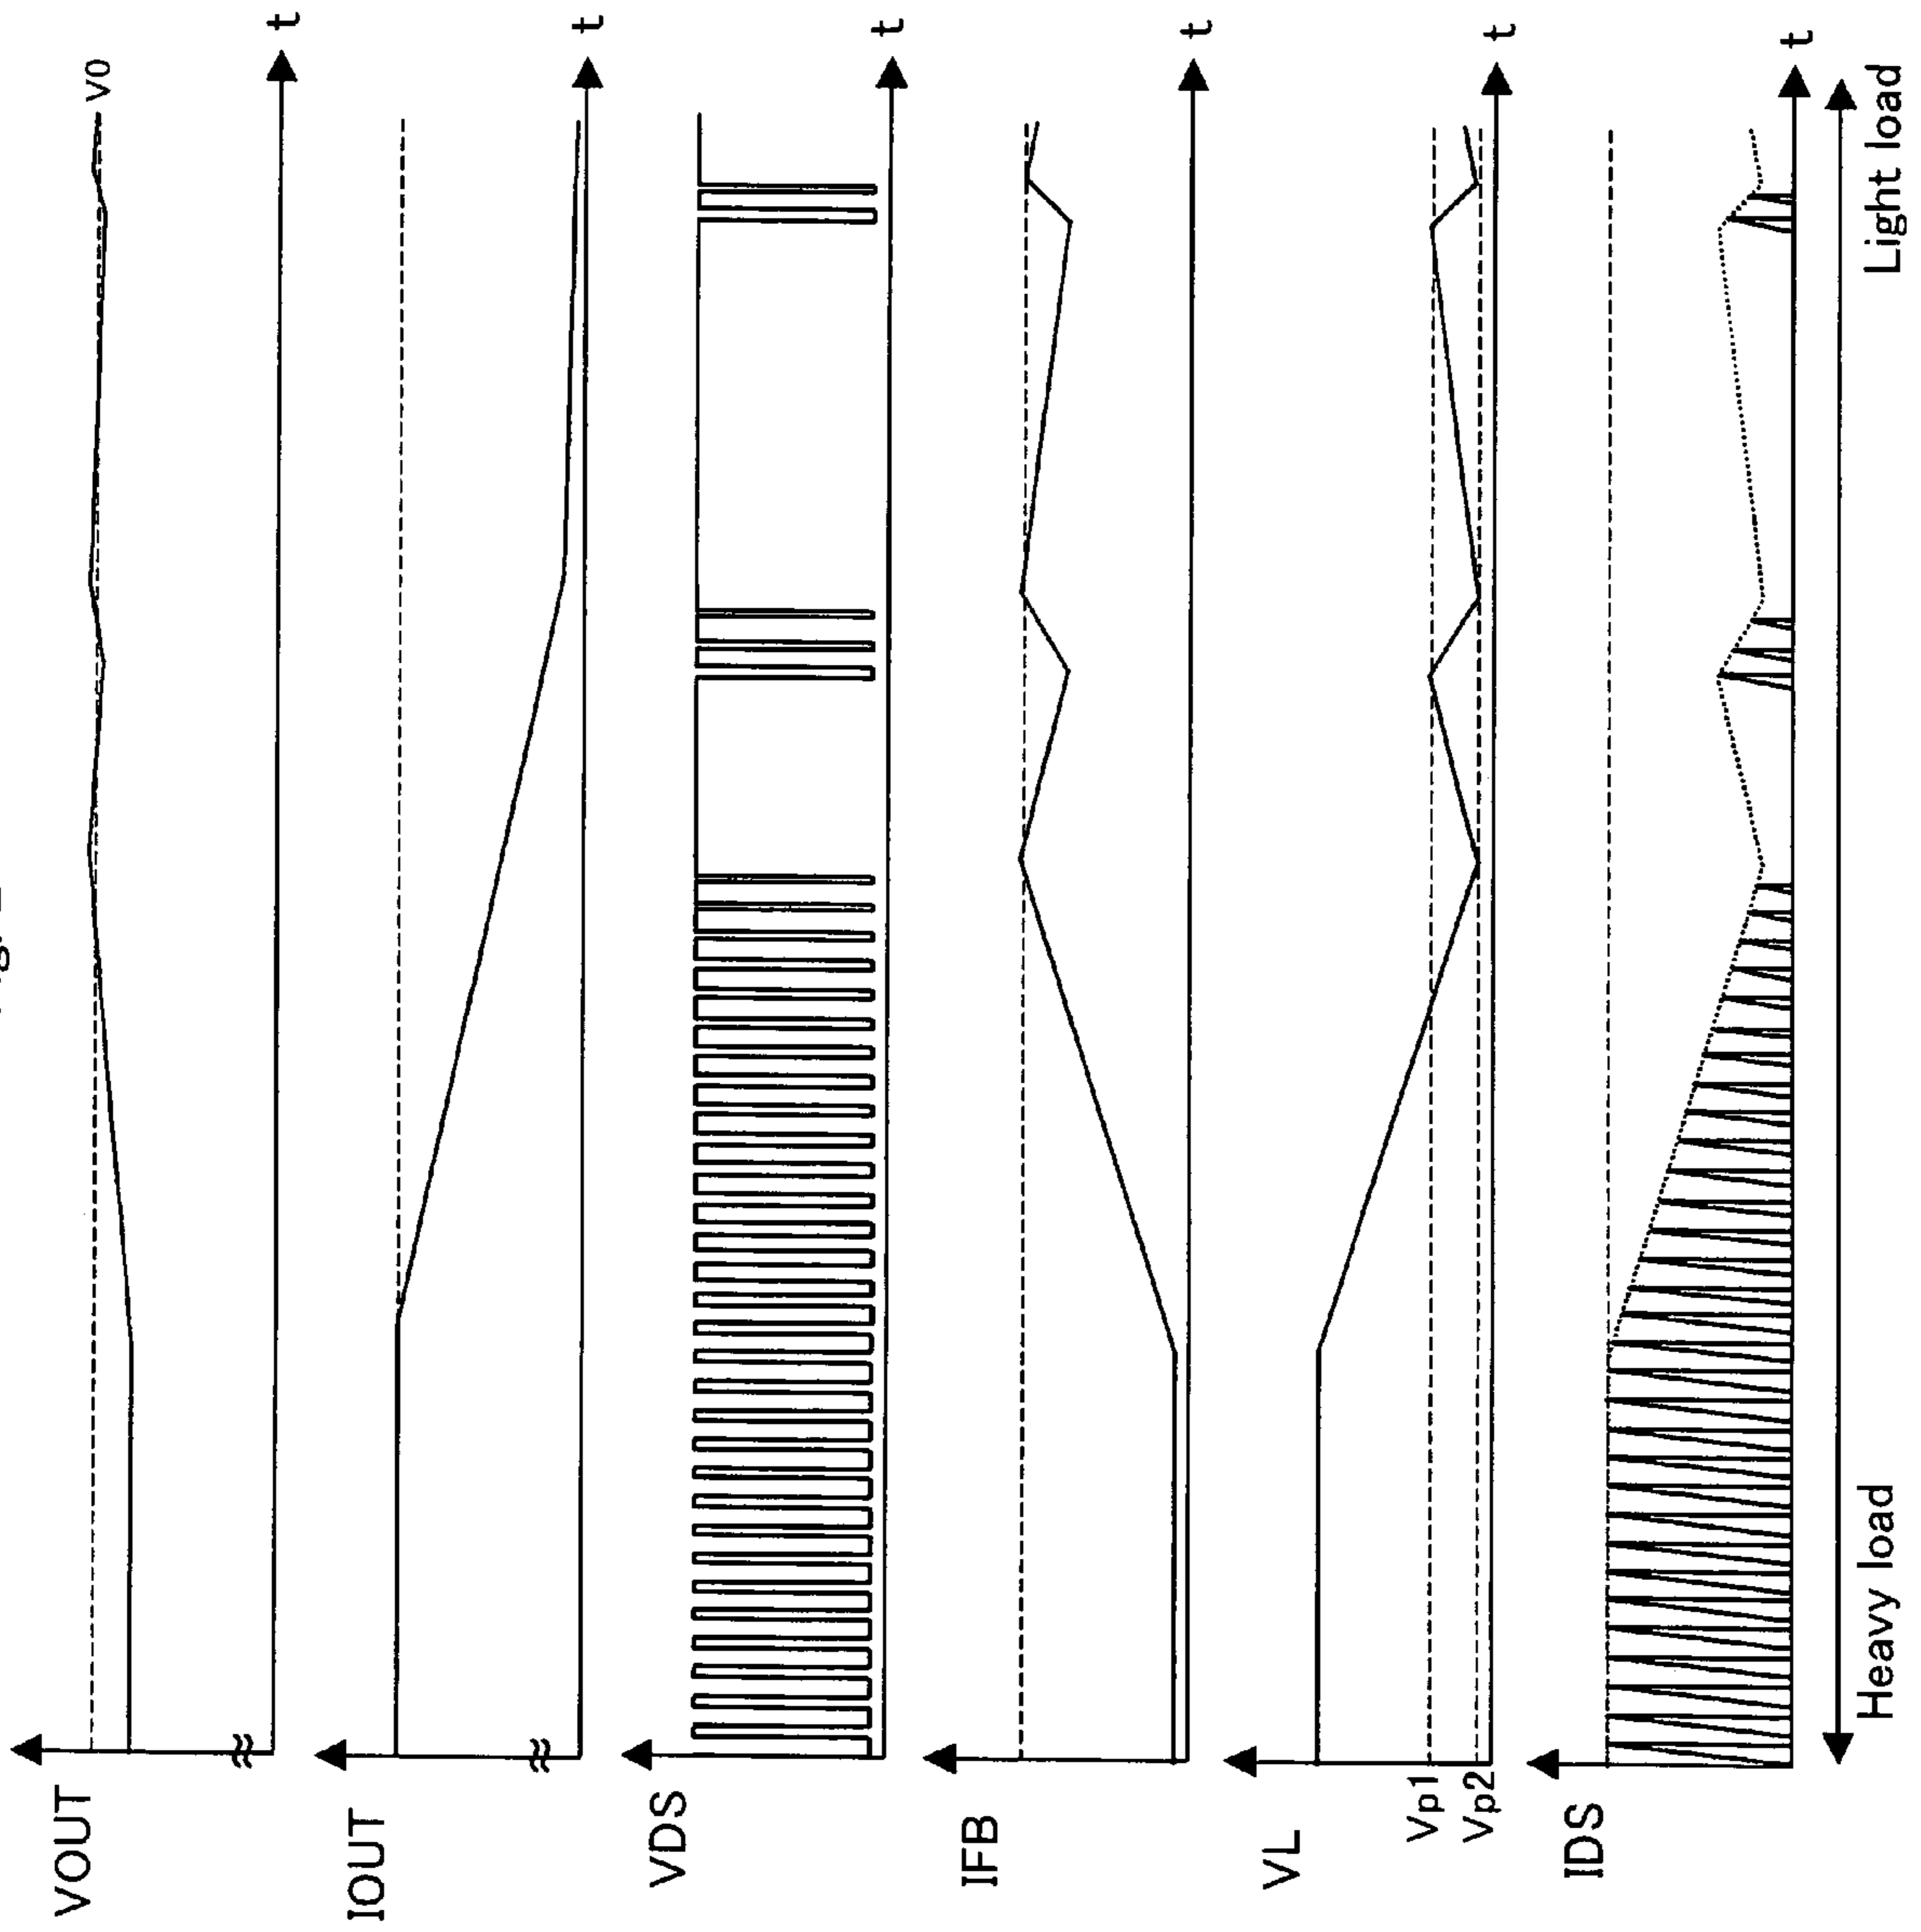 VOUT
V0
t
IOUT
t
VDS
t
IFB
t
VL
Vp1
Vp2
t
IDS
t
Heavy load
Light load